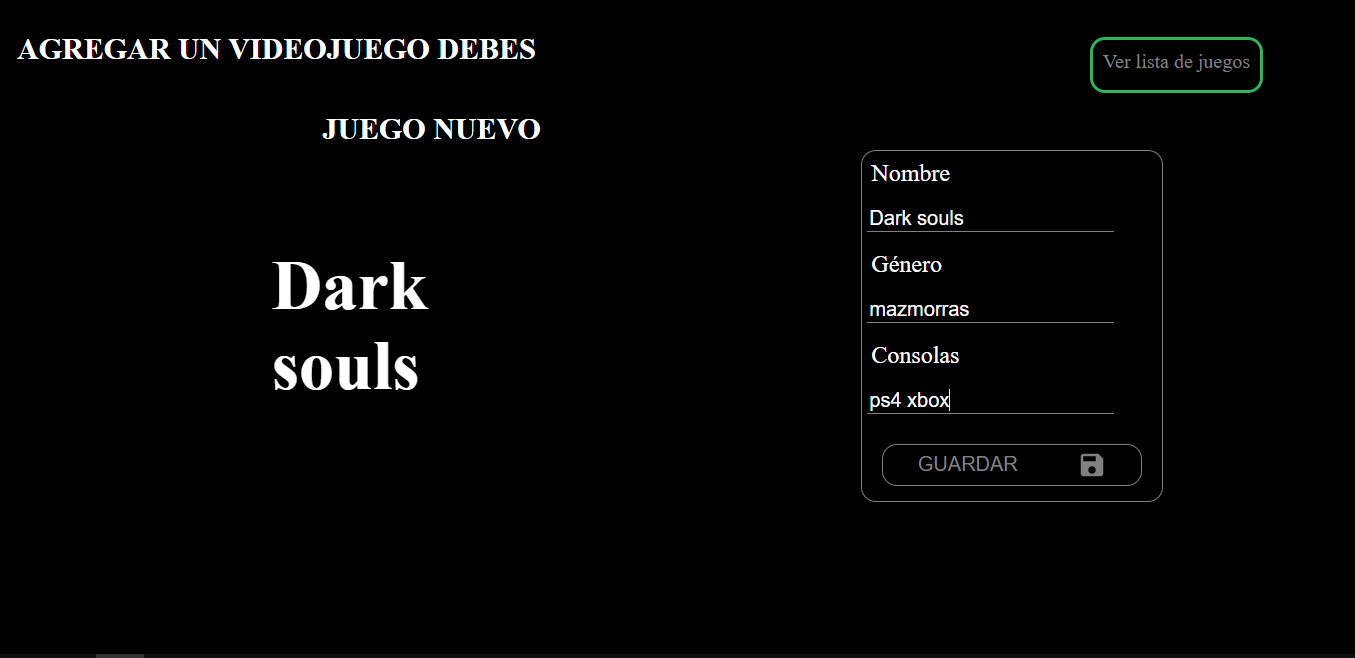 AGREGAR UN VIDEOJUEGO DEBES
Ver lista de juegos
JUEGO NUEVO
Dark
souls
Nombre
Dark souls
Género
mazmorras
Consolas
ps4 xbox
GUARDAR